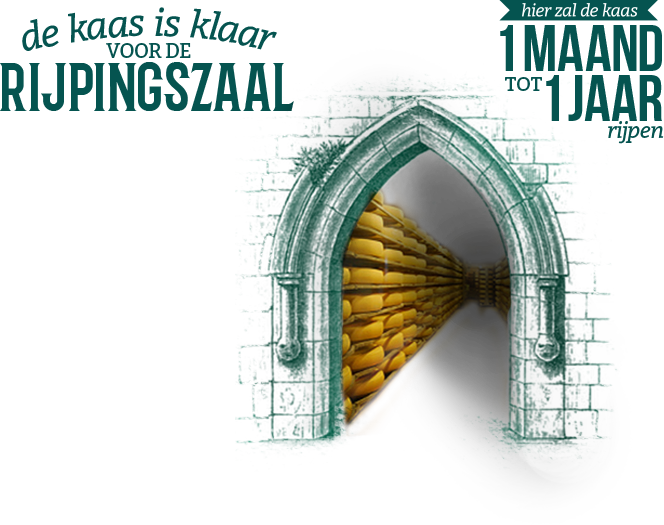 de kaas is klaar
VOOR DE
RIJPINGSZAAL
hier zal de kaas
1 MAAND
TOT 1 JAAR
rijpen